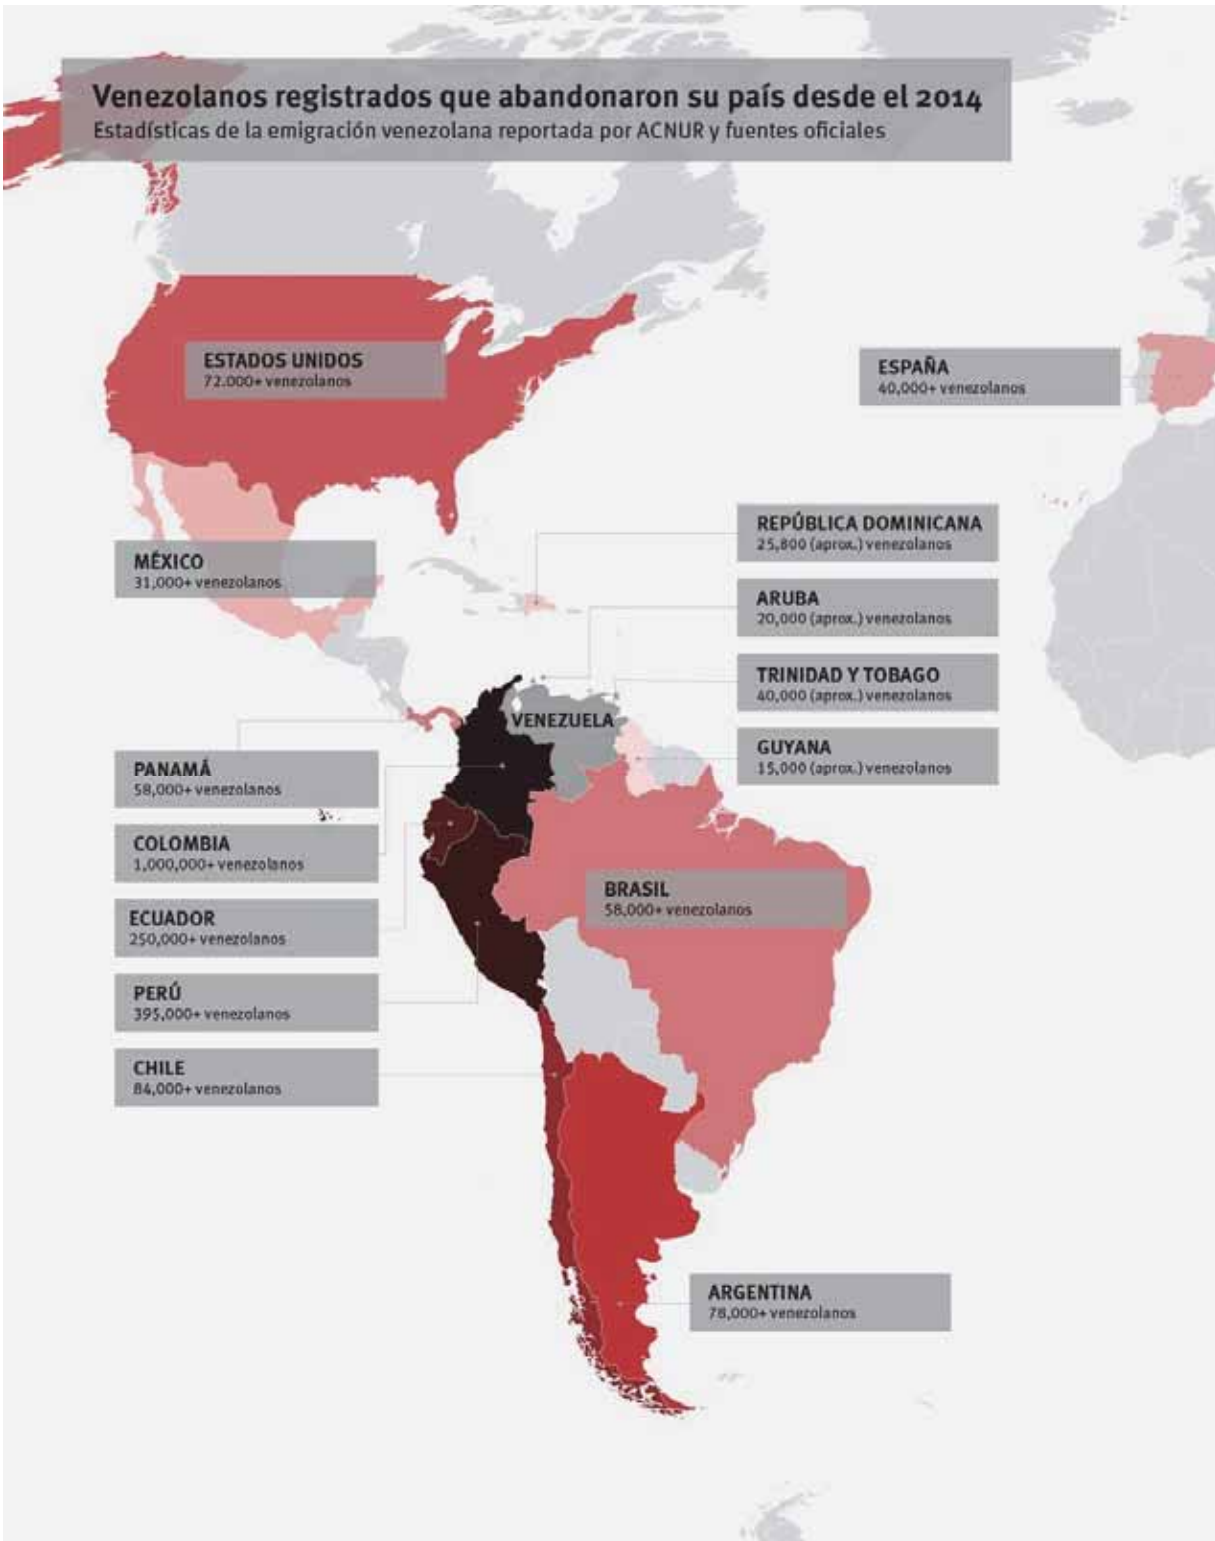 Venezolanos registrados que abandonaron su país desde el 2014
Estadísticas de la emigración venezolana reportada por ACNUR y fuentes oficiales
ESTADOS UNIDOS
72.000+ venezolanos
ESPAÑA
40,000+ venezolanos
REPÚBLICA DOMINICANA
25,800 (aprox.) venezolanos
MÉXICO
31,000+ venezolanos
ARUBA
20,000 (aprox.) venezolanos
TRINIDAD Y TOBAGO
40,000 (aprox.) venezolanos
VENEZUELA
GUYANA
15,000 (aprox.) venezolanos
PANAMÁ
58,000+ venezolanos
COLOMBIA
1,000,000+ venezolanos
ECUADOR
250,000+ venezolanos
BRASIL
58,000+ venezolanos
PERÚ
395,000+ venezolanos
CHILE
84,000+ venezolanos
ARGENTINA
78,000+ venezolanos